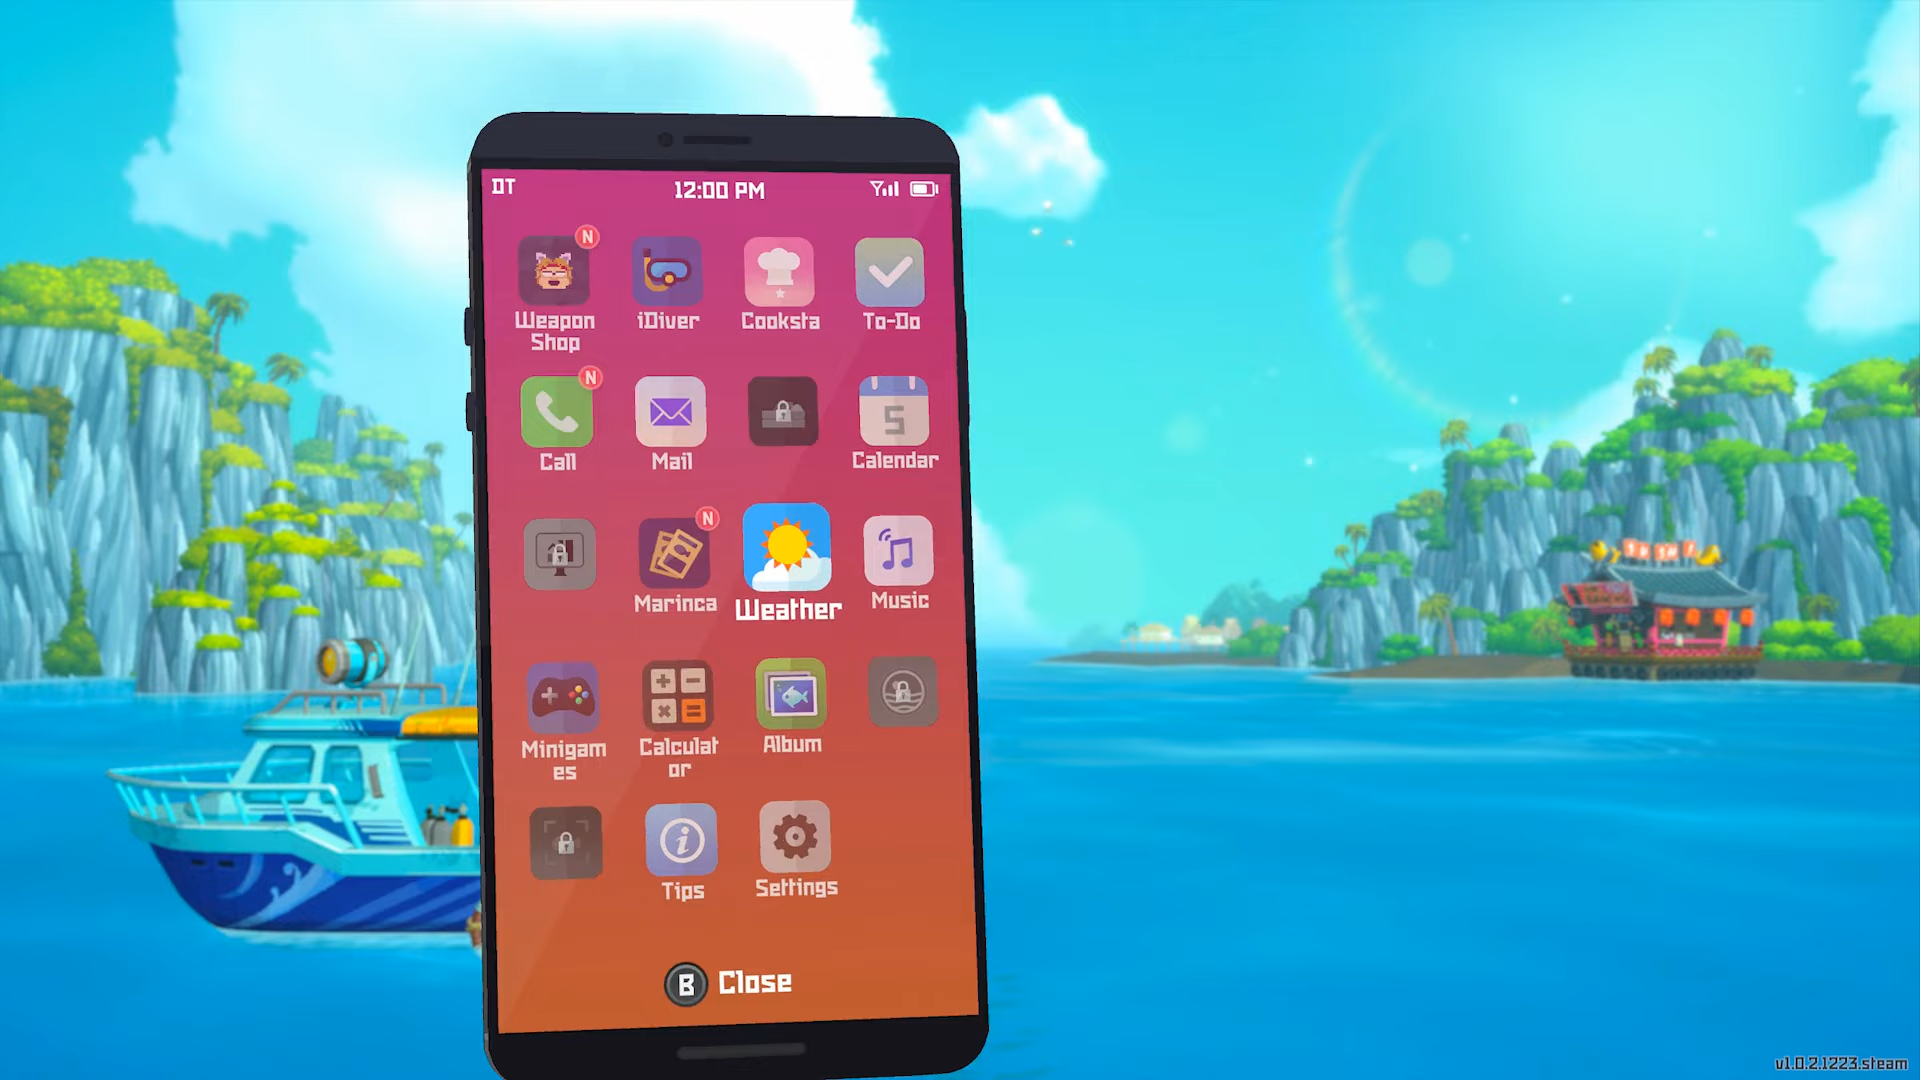 DT
12:00 PM
N
Weapon
Shop
iDiver
Cooksta
To-Do
N
Call
Mail
5
Calendar
N
Marinca
Weather
Music
Minigam
es
Calculat
or
Album
Tips
Settings
B Close
SUSHI
v1.0.2.1223.steam